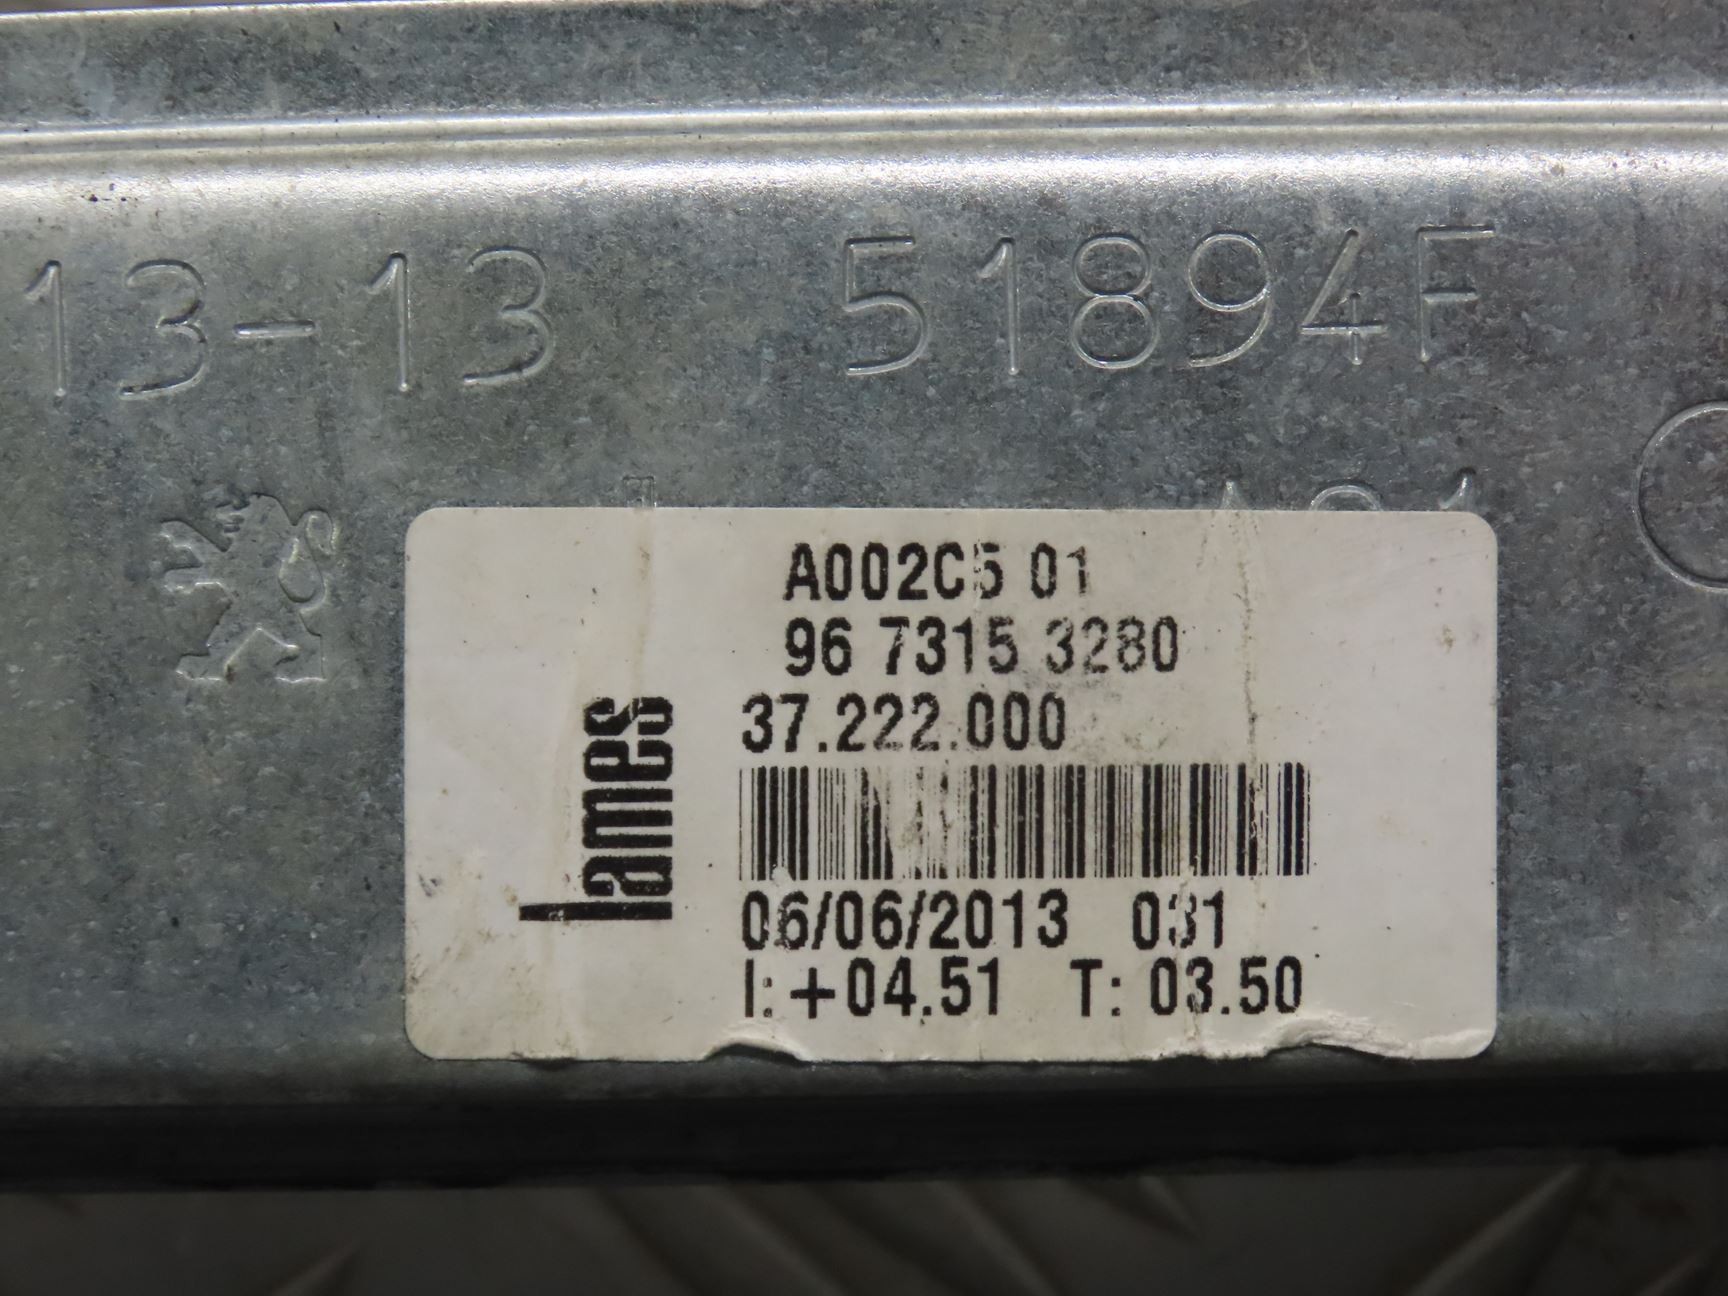 13-13 51894F
A002C5 01
96 7315 3280
37.222.000
lames
06/06/2013 031
I: +04.51 T: 03.50